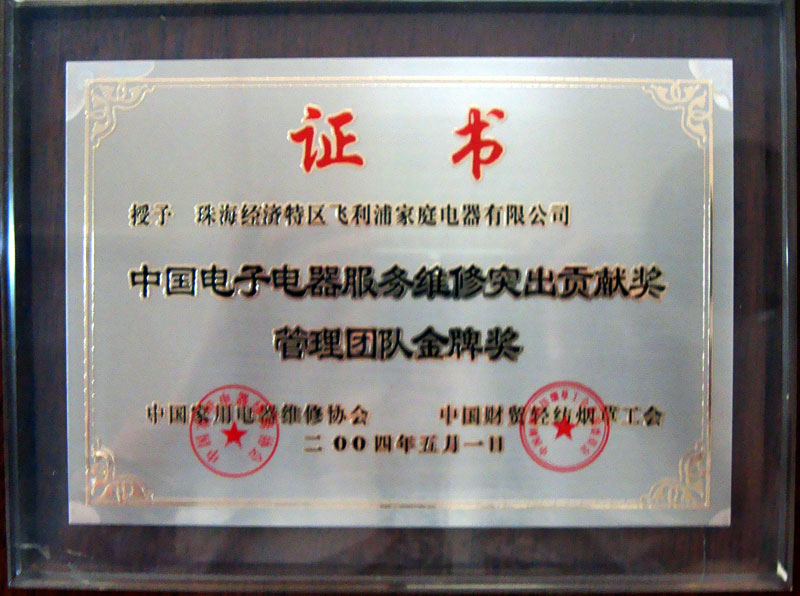 证书
授予 珠海经济特区飞利浦家庭电器有限公司
中国电子电器服务维修突出贡献奖
管理团队金牌奖
中国家用电器维修协会 中国财贸轻纺烟草工会
二00四年五月一日